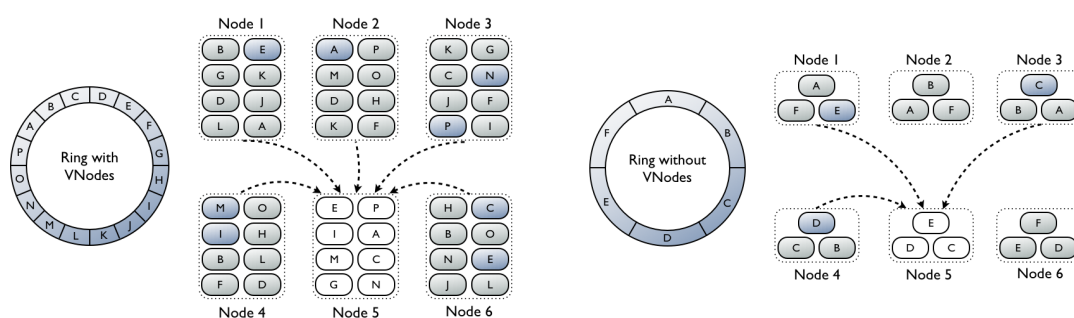 Node 1 Node 2 Node 3
B E A P K G
G K M O C N
D J D H J F
L A K F P I
A B C D E F G H I J K L M N O P
Ring with
VNodes
M O E P H C
I H I A B O
B L M C N E
F D G N J L
Node 4 Node 5 Node 6
Node 1 Node 2 Node 3
A B C
F E A F B A
A B C D E F
Ring without
VNodes
D E F
C B D C E D
Node 4 Node 5 Node 6